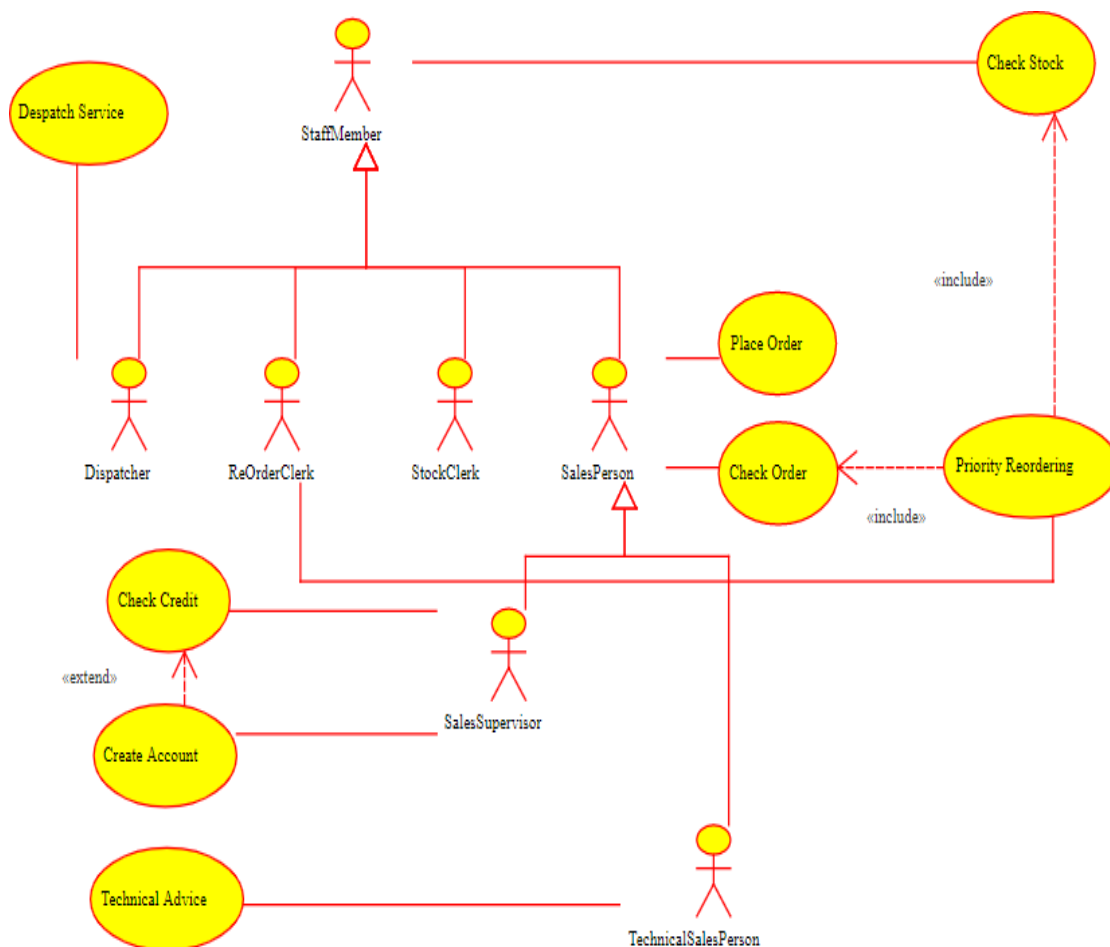 Check Stock
Despatch Service
StaffMember
«include»
Place Order
Dispatcher
ReOrderClerk
StockClerk
SalesPerson
Check Order
Priority Reordering
«include»
Check Credit
«extend»
SalesSupervisor
Create Account
Technical Advice
TechnicalSalesPerson